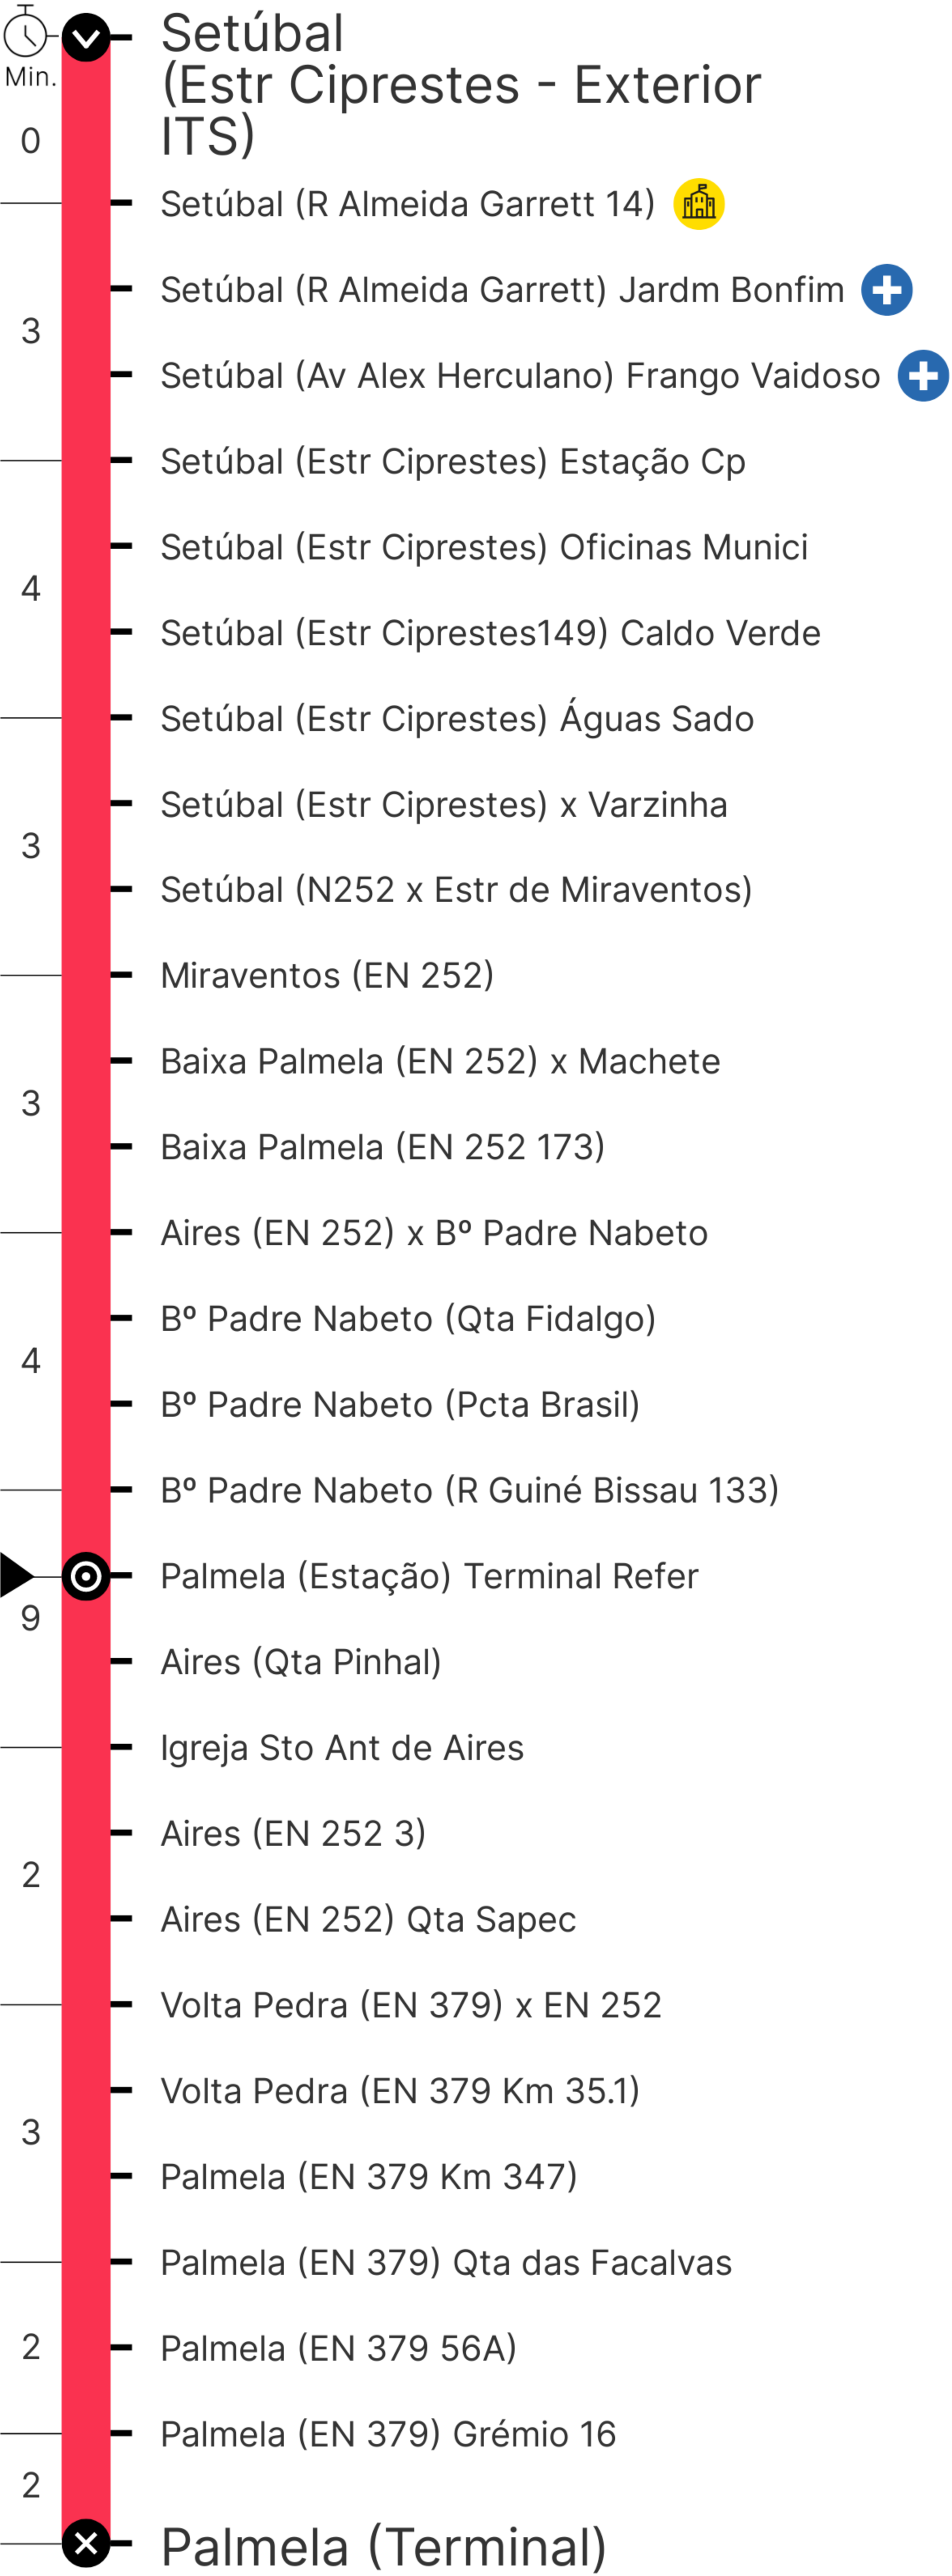 Setúbal
(Estr Ciprestes - Exterior
ITS)
Min.
0
Setúbal (R Almeida Garrett 14)
Setúbal (R Almeida Garrett) Jardm Bonfim
3
Setúbal (Av Alex Herculano) Frango Vaidoso
Setúbal (Estr Ciprestes) Estação Cp
Setúbal (Estr Ciprestes) Oficinas Munici
4
Setúbal (Estr Ciprestes149) Caldo Verde
Setúbal (Estr Ciprestes) Águas Sado
Setúbal (Estr Ciprestes) x Varzinha
3
Setúbal (N252 x Estr de Miraventos)
Miraventos (EN 252)
Baixa Palmela (EN 252) x Machete
3
Baixa Palmela (EN 252 173)
Aires (EN 252) x Bº Padre Nabeto
Bº Padre Nabeto (Qta Fidalgo)
4
Bº Padre Nabeto (Pcta Brasil)
Bº Padre Nabeto (R Guiné Bissau 133)
Palmela (Estação) Terminal Refer
9
Aires (Qta Pinhal)
Igreja Sto Ant de Aires
Aires (EN 252 3)
2
Aires (EN 252) Qta Sapec
Volta Pedra (EN 379) x EN 252
Volta Pedra (EN 379 Km 35.1)
3
Palmela (EN 379 Km 347)
Palmela (EN 379) Qta das Facalvas
2
Palmela (EN 379 56A)
Palmela (EN 379) Grémio 16
2
Palmela (Terminal)